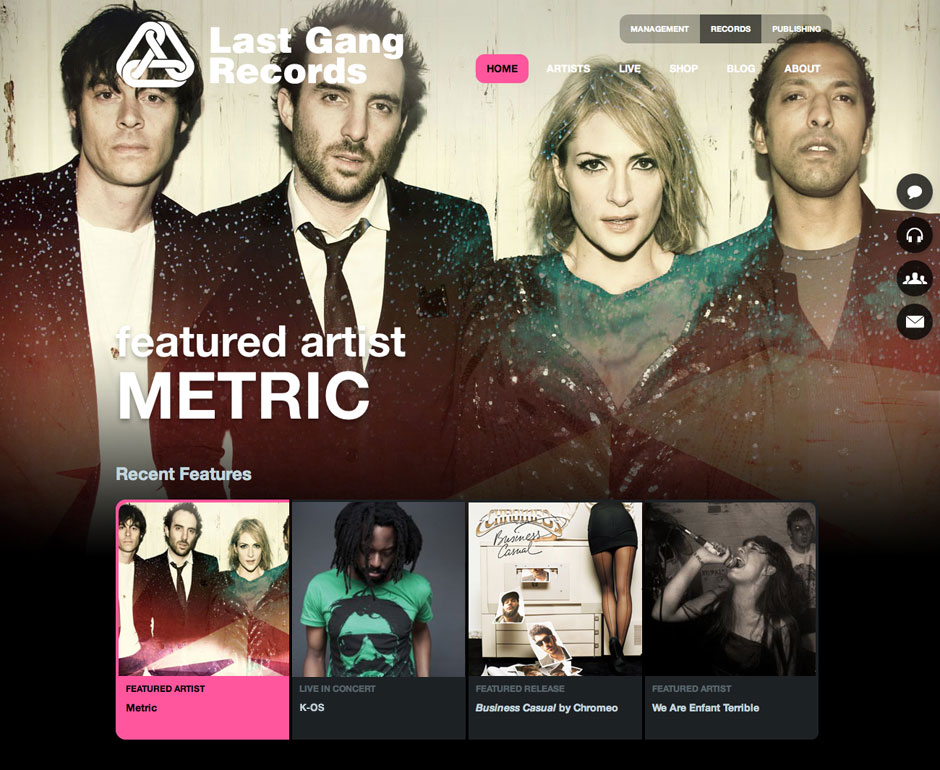 Last Gang
Records
MANAGEMENT RECORDS PUBLISHING
HOME ARTISTS LIVE SHOP BLOG ABOUT
featured artist
METRIC
Recent Features
CHROMEO
Business
Casual
FEATURED ARTIST
Metric
LIVE IN CONCERT
K-OS
FEATURED RELEASE
Business Casual by Chromeo
FEATURED ARTIST
We Are Enfant Terrible